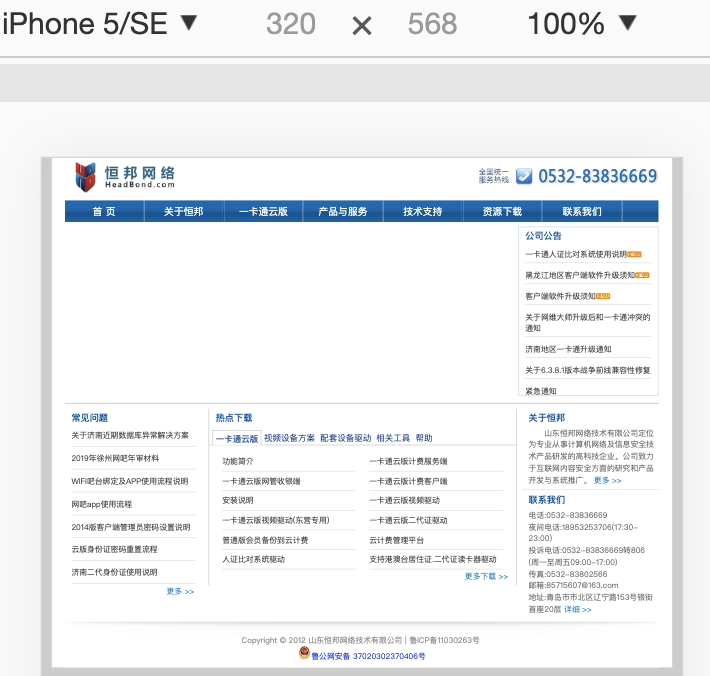 iPhone 5/SE ▼ 320 × 568 100% ▼
恒邦网络
HeadBond.com
全国统一
服务热线
0532-83836669
首 页 关于恒邦 一卡通云版 产品与服务 技术支持 资源下载 联系我们
公司公告
一卡通人证比对系统使用说明
黑龙江地区客户端软件升级须知
客户端软件升级须知
关于网维大师升级后和一卡通冲突的
通知
济南地区一卡通升级通知
关于6.3.8.1版本战争前线兼容性修复
紧急通知
常见问题
关于济南近期数据库异常解决方案
2019年徐州网吧年审材料
WIFI吧台绑定及APP使用流程说明
网吧app使用流程
2014版客户端管理员密码设置说明
云版身份证密码重置流程
济南二代身份证使用说明
更多 >>
热点下载
一卡通云版 视频设备方案 配套设备驱动 相关工具 帮助
功能简介 一卡通云版计费服务端
一卡通云版网管收银端 一卡通云版计费客户端
安装说明 一卡通云版视频驱动
一卡通云版视频驱动(东营专用) 一卡通云版二代证驱动
普通版会员备份到云计费 云计费管理平台
人证比对系统驱动 支持港澳台居住证.二代证读卡器驱动
更多下载 >>
关于恒邦
山东恒邦网络技术有限公司定位
为专业从事计算机网络及信息安全技
术产品研发的高科技企业。公司致力
于互联网内容安全方面的研究和产品
开发与系统推广。 更多 >>
联系我们
电话:0532-83836669
夜间电话:18953253706(17:30-
23:00)
投诉电话:0532-83836669转806
(周一至周五09:00-17:00)
传真:0532-83802566
邮箱:85715607@163.com
地址:青岛市市北区辽宁路153号银街
首座20层 详细 >>
Copyright © 2012 山东恒邦网络技术有限公司 | 鲁ICP备11030263号
鲁公网安备 37020302370406号